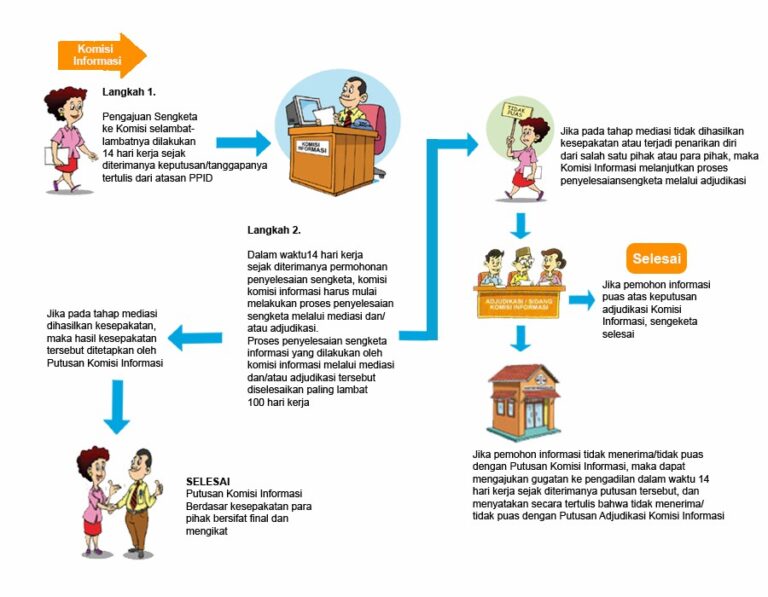 Komisi
Informasi
Langkah 1.
Pengajuan Sengketa
ke Komisi selambat-
lambatnya dilakukan
14 hari kerja sejak
diterimanya keputusan/tanggapanya
tertulis dari atasan PPID
KOMISI
INFORMASI
Langkah 2.
Dalam waktu14 hari kerja
sejak diterimanya permohonan
penyelesaian sengketa, komisi
komisi informasi harus mulai
melakukan proses penyelesaian
sengketa melalui mediasi dan/
atau adjudikasi.
Proses penyelesaian sengketa
informasi yang dilakukan oleh
komisi informasi melalui mediasi
dan/atau adjudikasi tersebut
diselesaikan paling lambat
100 hari kerja
Jika pada tahap mediasi
dihasilkan kesepakatan,
maka hasil kesepakatan
tersebut ditetapkan oleh
Putusan Komisi Informasi
SELESAI
Putusan Komisi Informasi
Berdasar kesepakatan para
pihak bersifat final dan
mengikat
TIDAK
PUAS
Jika pada tahap mediasi tidak dihasilkan
kesepakatan atau terjadi penarikan diri
dari salah satu pihak atau para pihak, maka
Komisi Informasi melanjutkan proses
penyelesaiansengketa melalui adjudikasi
ADJUDIKASI / SIDANG
KOMISI INFORMASI
Selesai
Jika pemohon informasi
puas atas keputusan
adjudikasi Komisi
Informasi, sengeketa
selesai
Jika pemohon informasi tidak menerima/tidak puas
dengan Putusan Komisi Informasi, maka dapat
mengajukan gugatan ke pengadilan dalam waktu 14
hari kerja sejak diterimanya putusan tersebut, dan
menyatakan secara tertulis bahwa tidak menerima/
tidak puas dengan Putusan Adjudikasi Komisi Informasi